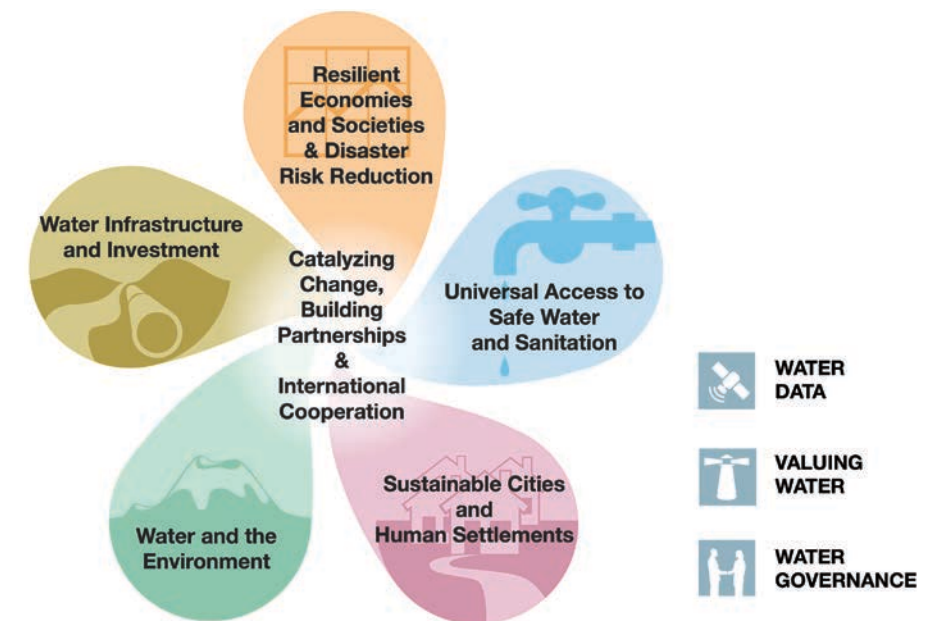 Resilient
Economies
and Societies
& Disaster
Risk Reduction
Water Infrastructure
and Investment
Catalyzing
Change,
Building
Partnerships
&
International
Cooperation
Universal Access to
Safe Water
and Sanitation
Water and the
Environment
Sustainable Cities
and
Human Settlements
WATER
DATA
VALUING
WATER
WATER
GOVERNANCE